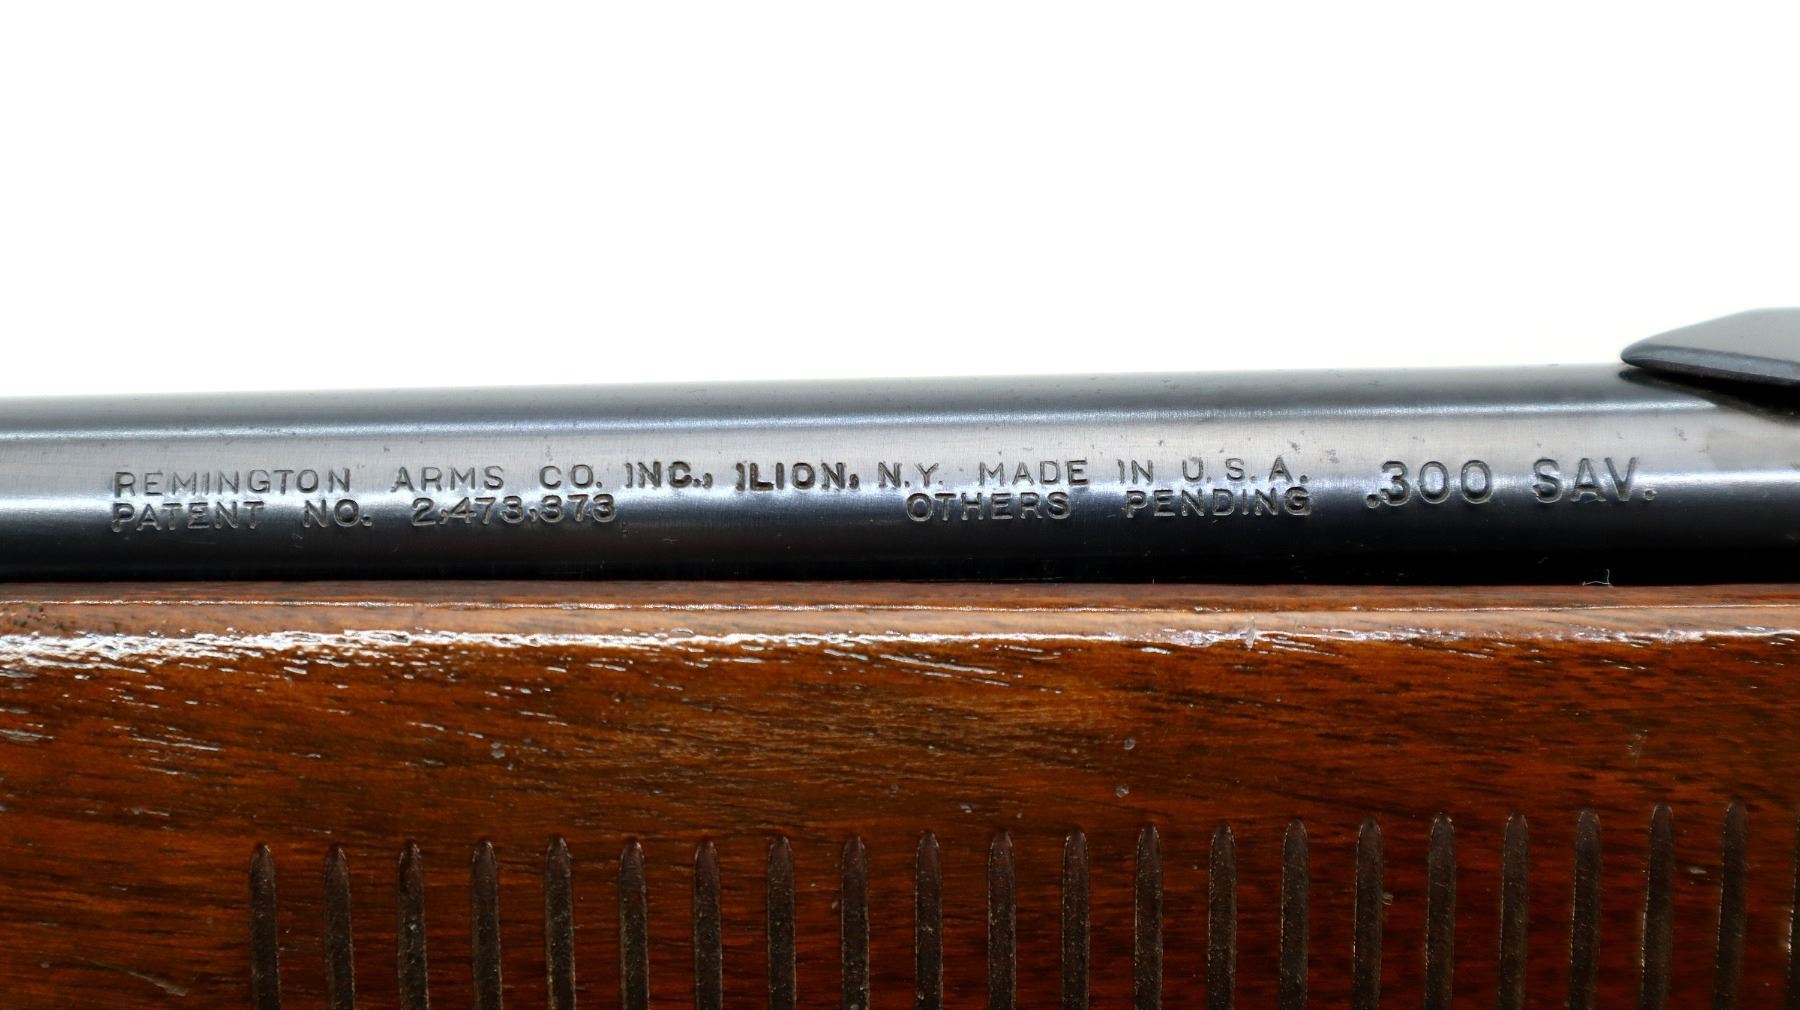 REMINGTON ARMS CO. INC., ILION, N.Y. MADE IN U.S.A.
PATENT NO. 2,473,373 OTHERS PENDING
.300 SAV.